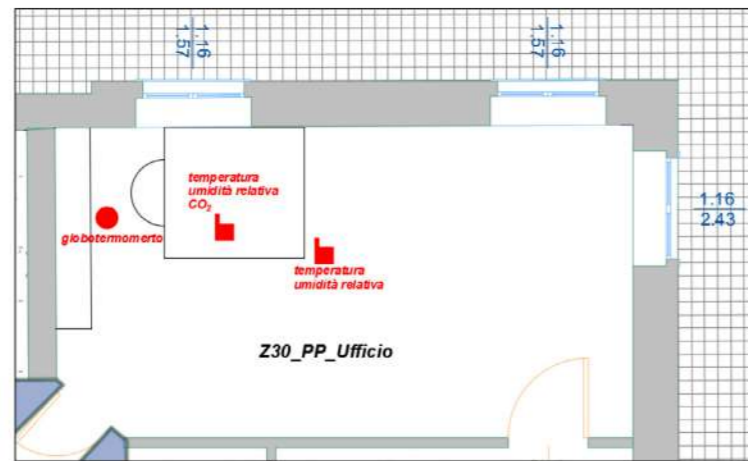 1.16
1.57
1.16
1.57
temperatura
umidità relativa
CO₂
1.16
2.43
globotermomerto
temperatura
umidità relativa
Z30_PP_Ufficio